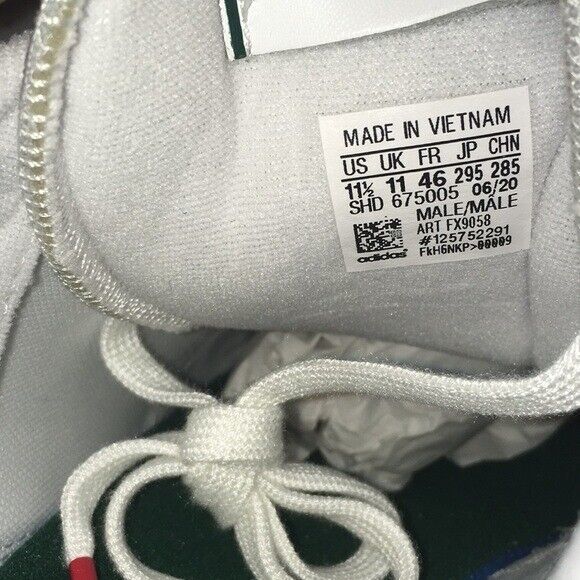 MADE IN VIETNAM
US UK FR JP CHN
11½ 11 46 295 285
SHD 675005 06/20
MALE/MÂLE
ART FX9058
#125752291
adidas FkH6NKP>00009